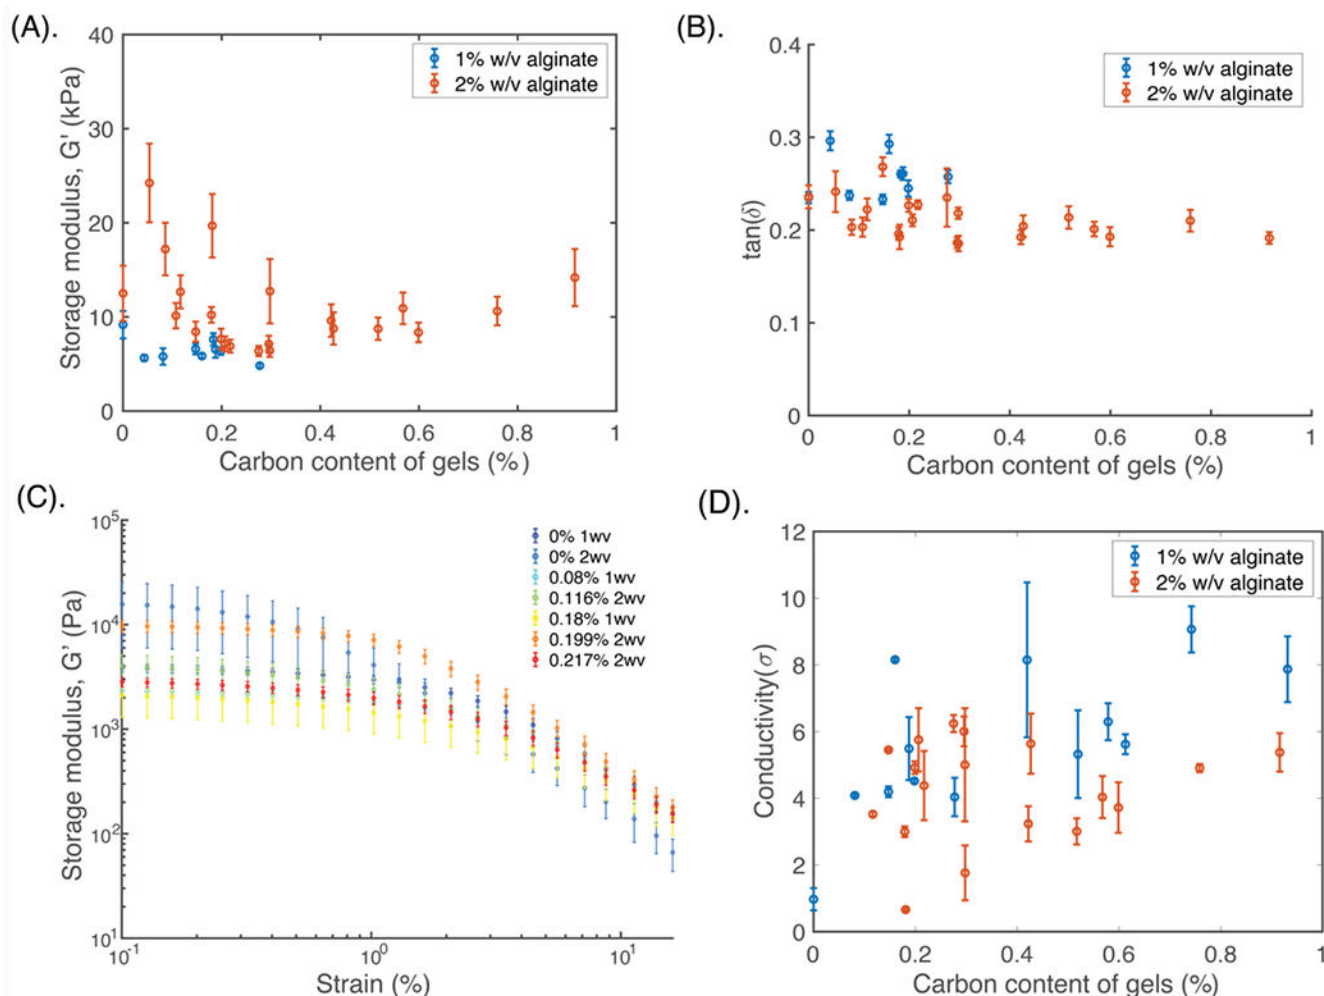 (A).
40
30
20
10
0
Storage modulus, G' (kPa)
1% w/v alginate
2% w/v alginate
0 0.2 0.4 0.6 0.8 1
Carbon content of gels (%)
(B).
0.4
0.3
0.2
0.1
0
tan(δ)
1% w/v alginate
2% w/v alginate
0 0.2 0.4 0.6 0.8 1
Carbon content of gels (%)
(C).
10^5
10^4
10^3
10^2
10^1
Storage modulus, G' (Pa)
0% 1wv
0% 2wv
0.08% 1wv
0.116% 2wv
0.18% 1wv
0.199% 2wv
0.217% 2wv
10^-1 10^0 10^1
Strain (%)
(D).
12
10
8
6
4
2
0
Conductivity(σ)
1% w/v alginate
2% w/v alginate
0 0.2 0.4 0.6 0.8 1
Carbon content of gels (%)